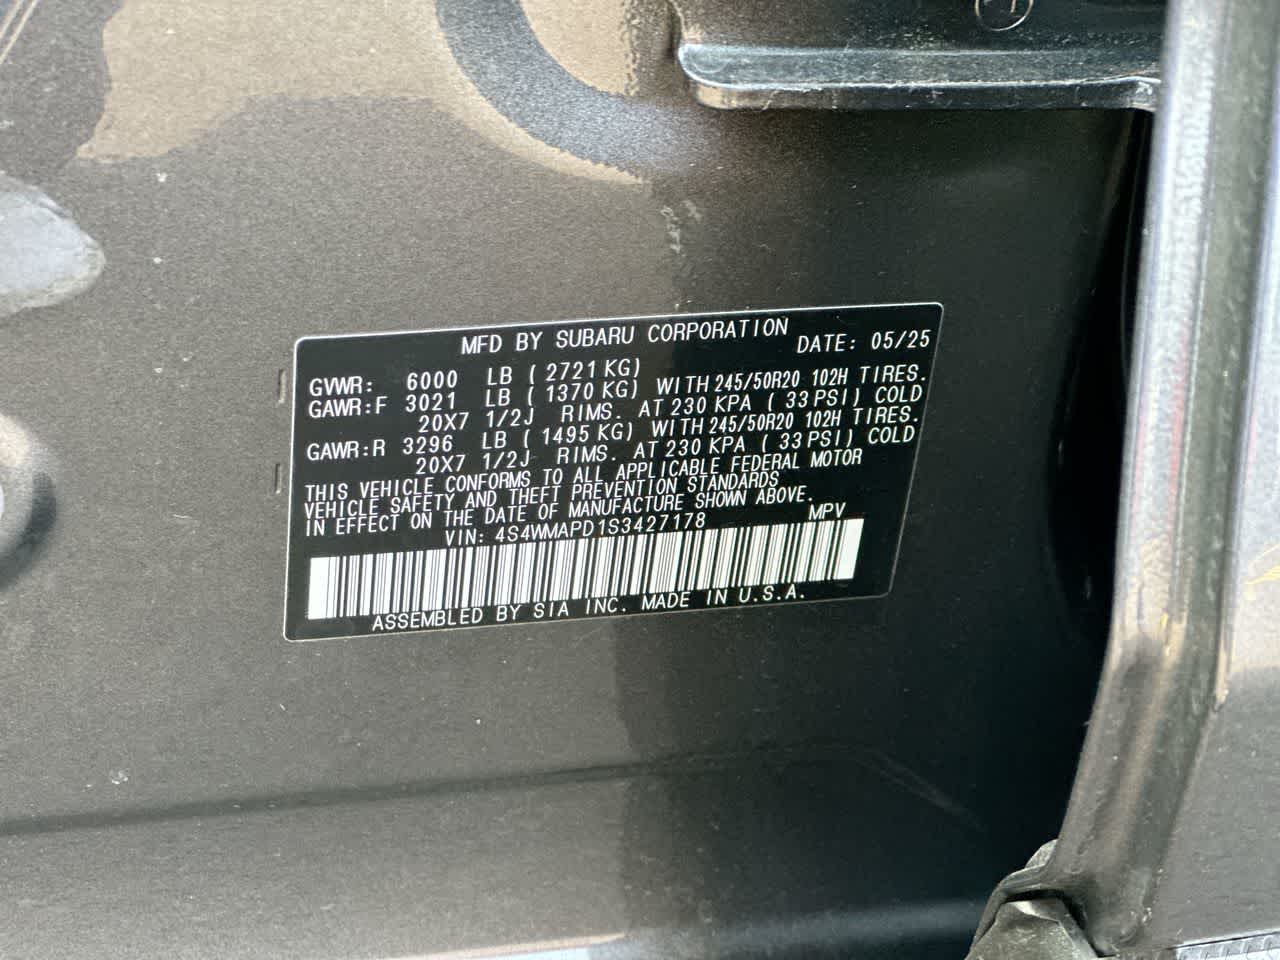 MFD BY SUBARU CORPORATION DATE: 05/25
GVWR: 6000 LB ( 2721 KG)
GAWR:F 3021 LB ( 1370 KG) WITH 245/50R20 102H TIRES.
20X7 1/2J RIMS. AT 230 KPA ( 33 PSI) COLD
GAWR:R 3296 LB ( 1495 KG) WITH 245/50R20 102H TIRES.
20X7 1/2J RIMS. AT 230 KPA ( 33 PSI) COLD
THIS VEHICLE CONFORMS TO ALL APPLICABLE FEDERAL MOTOR
VEHICLE SAFETY AND THEFT PREVENTION STANDARDS
IN EFFECT ON THE DATE OF MANUFACTURE SHOWN ABOVE.
VIN: 4S4WMAPD1S3427178 MPV
ASSEMBLED BY SIA INC. MADE IN U.S.A.